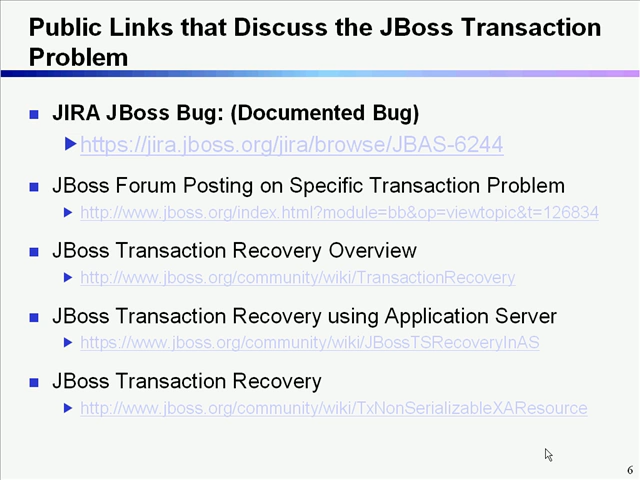 Public Links that Discuss the JBoss Transaction
Problem
JIRA JBoss Bug: (Documented Bug)
https://jira.jboss.org/jira/browse/JBAS-6244
JBoss Forum Posting on Specific Transaction Problem
http://www.jboss.org/index.html?module=bb&op=viewtopic&t=126834
JBoss Transaction Recovery Overview
http://www.jboss.org/community/wiki/TransactionRecovery
JBoss Transaction Recovery using Application Server
https://www.jboss.org/community/wiki/JBossTSRecoveryInAS
JBoss Transaction Recovery
http://www.jboss.org/community/wiki/TxNonSerializableXAResource
6